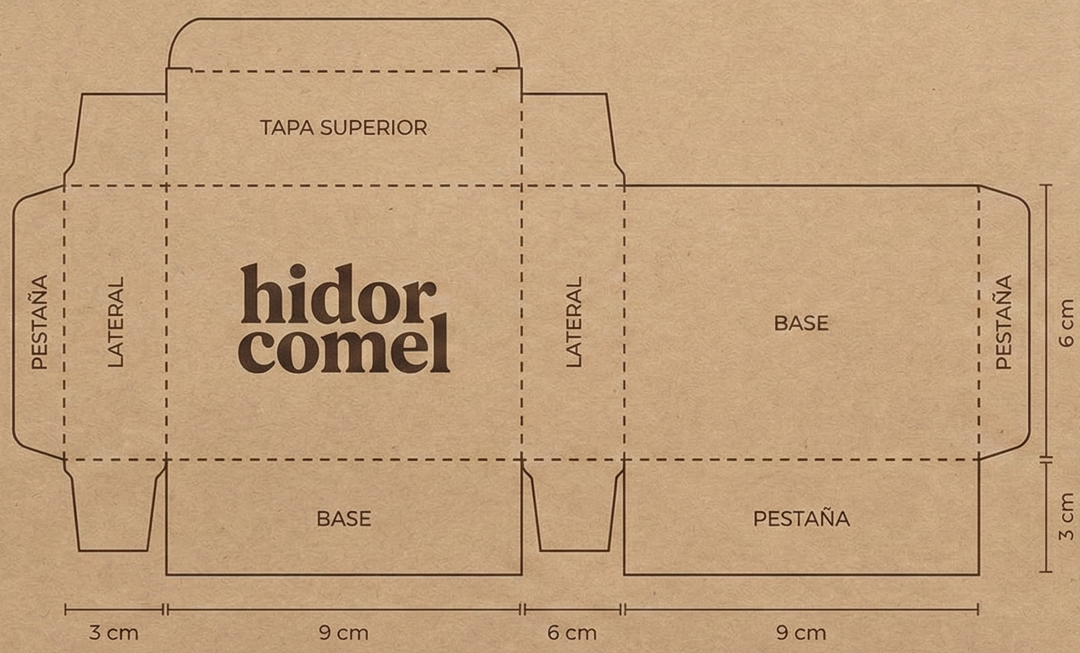 TAPA SUPERIOR
PESTAÑA
LATERAL
hidor
comel
LATERAL
BASE
PESTAÑA
6 cm
BASE
PESTAÑA
3 cm
3 cm
9 cm
6 cm
9 cm